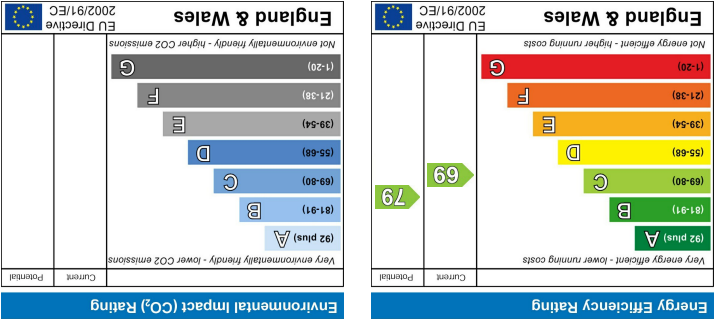 Energy Efficiency Rating
Current Potential
Very energy efficient - lower running costs
(92 plus) A
(81-91) B
(69-80) C
(55-68) D
(39-54) E
(21-38) F
(1-20) G
69
79
Not energy efficient - higher running costs
England & Wales
EU Directive
2002/91/EC
Environmental Impact (CO₂) Rating
Current Potential
Very environmentally friendly - lower CO2 emissions
(92 plus) A
(81-91) B
(69-80) C
(55-68) D
(39-54) E
(21-38) F
(1-20) G
Not environmentally friendly - higher CO2 emissions
England & Wales
EU Directive
2002/91/EC